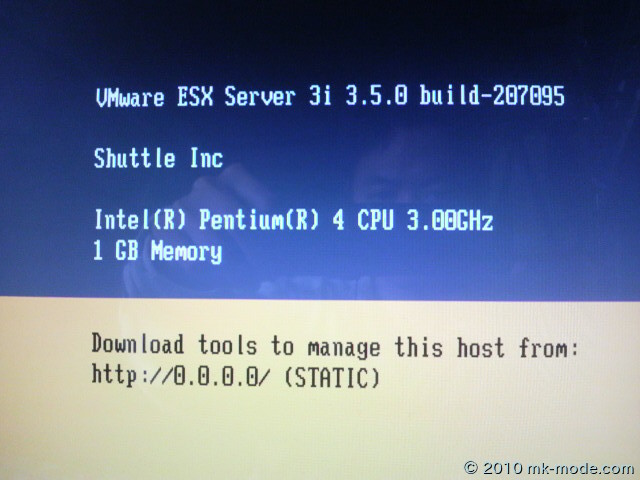 VMware ESX Server 3i 3.5.0 build-207095
Shuttle Inc
Intel(R) Pentium(R) 4 CPU 3.00GHz
1 GB Memory
Download tools to manage this host from:
http://0.0.0.0/ (STATIC)
© 2010 mk-mode.com